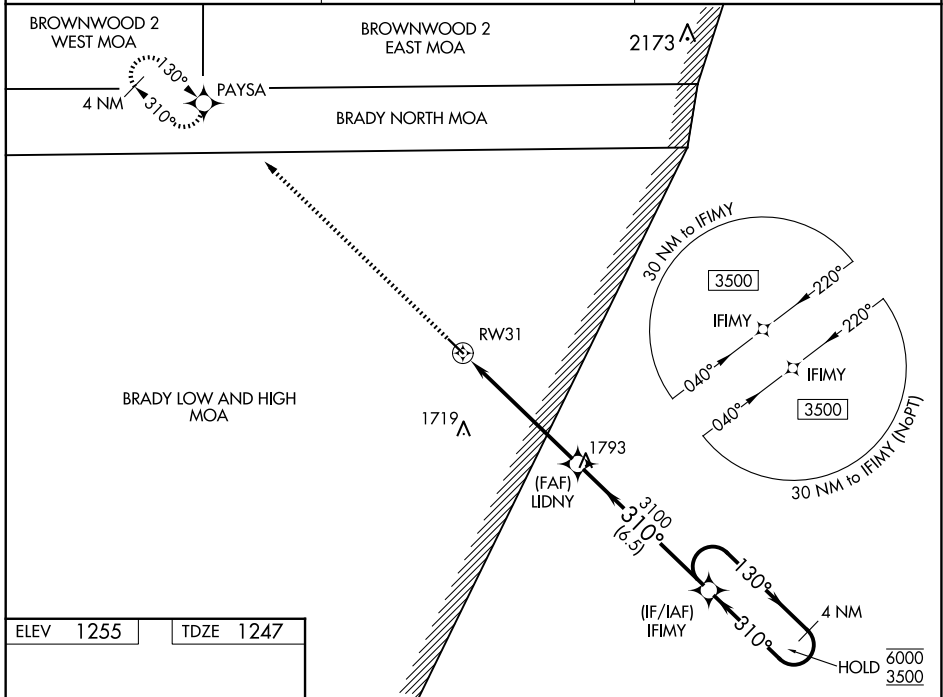 BROWNWOOD 2
WEST MOA
BROWNWOOD 2
EAST MOA
2173
130°
4 NM
310°
PAYSA
BRADY NORTH MOA
30 NM to IFIMY
3500
220°
IFIMY
040°
220°
IFIMY
040°
3500
30 NM to IFIMY (NoPT)
RW31
BRADY LOW AND HIGH
MOA
1719
1793
(FAF)
LIDNY
3100
310°
(6.5)
130°
(IF/IAF)
IFIMY
310°
4 NM
HOLD
6000
3500
ELEV 1255
TDZE 1247